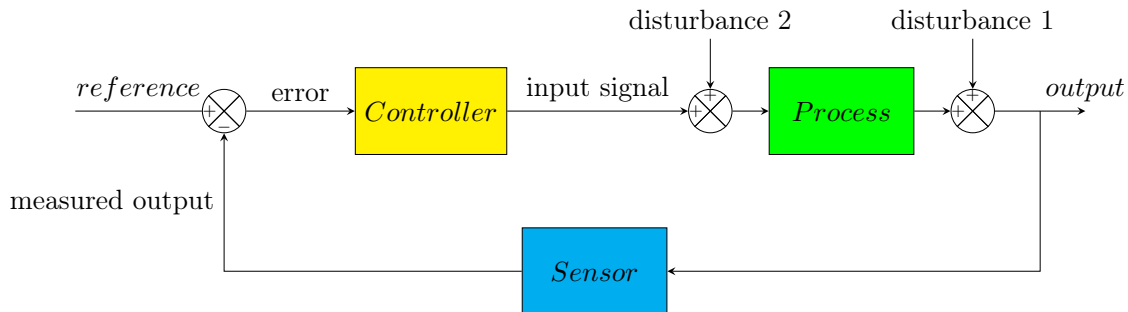 disturbance 2
disturbance 1
reference
error
Controller
input signal
Process
output
+
−
+
+
+
+
measured output
Sensor